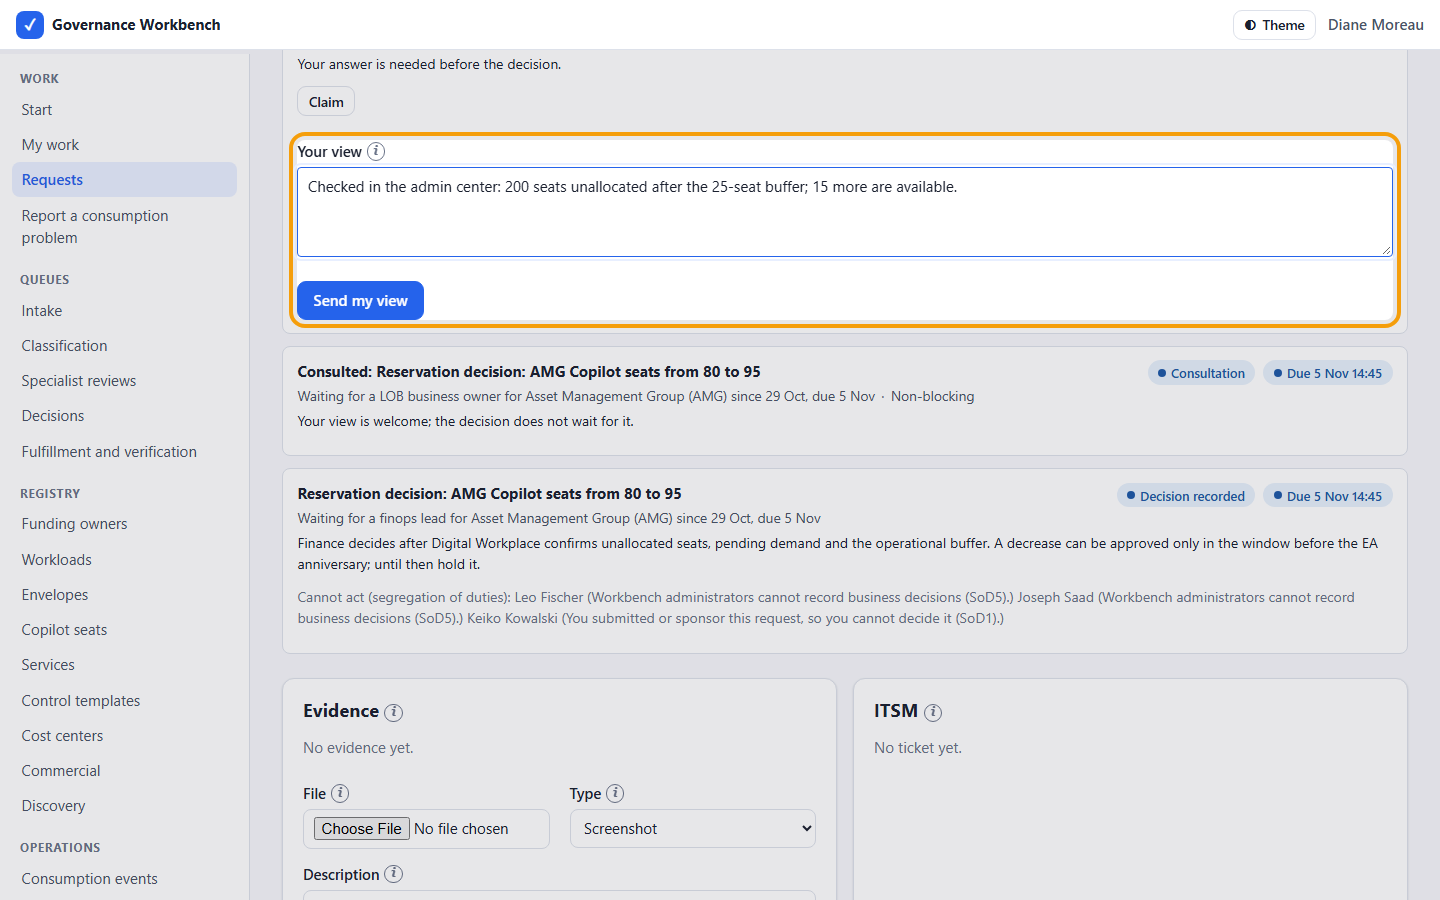 Governance Workbench
Theme
Diane Moreau
WORK
Start
My work
Requests
Report a consumption
problem
QUEUES
Intake
Classification
Specialist reviews
Decisions
Fulfillment and verification
REGISTRY
Funding owners
Workloads
Envelopes
Copilot seats
Services
Control templates
Cost centers
Commercial
Discovery
OPERATIONS
Consumption events
Your answer is needed before the decision.
Claim
Your view i
Checked in the admin center: 200 seats unallocated after the 25-seat buffer; 15 more are available.
Send my view
Consulted: Reservation decision: AMG Copilot seats from 80 to 95
Consultation
Due 5 Nov 14:45
Waiting for a LOB business owner for Asset Management Group (AMG) since 29 Oct, due 5 Nov · Non-blocking
Your view is welcome; the decision does not wait for it.
Reservation decision: AMG Copilot seats from 80 to 95
Decision recorded
Due 5 Nov 14:45
Waiting for a finops lead for Asset Management Group (AMG) since 29 Oct, due 5 Nov
Finance decides after Digital Workplace confirms unallocated seats, pending demand and the operational buffer. A decrease can be approved only in the window before the EA
anniversary; until then hold it.
Cannot act (segregation of duties): Leo Fischer (Workbench administrators cannot record business decisions (SoD5).) Joseph Saad (Workbench administrators cannot record
business decisions (SoD5).) Keiko Kowalski (You submitted or sponsor this request, so you cannot decide it (SoD1).)
Evidence i
No evidence yet.
File i
Choose File No file chosen
Type i
Screenshot
Description i
ITSM i
No ticket yet.